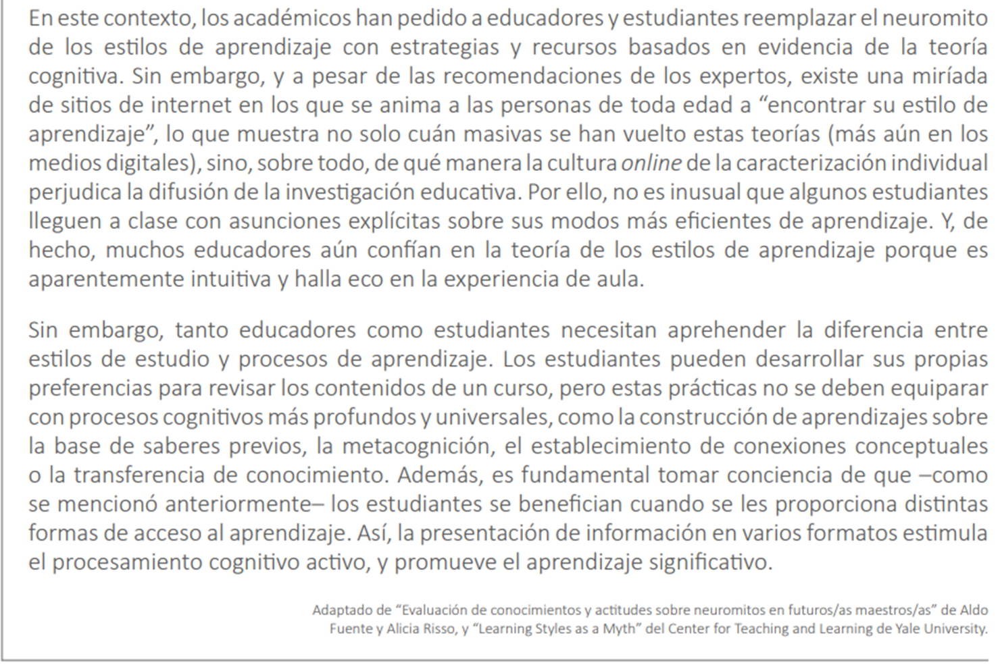 En este contexto, los académicos han pedido a educadores y estudiantes reemplazar el neuromito
de los estilos de aprendizaje con estrategias y recursos basados en evidencia de la teoría
cognitiva. Sin embargo, y a pesar de las recomendaciones de los expertos, existe una miríada
de sitios de internet en los que se anima a las personas de toda edad a “encontrar su estilo de
aprendizaje”, lo que muestra no solo cuán masivas se han vuelto estas teorías (más aún en los
medios digitales), sino, sobre todo, de qué manera la cultura online de la caracterización individual
perjudica la difusión de la investigación educativa. Por ello, no es inusual que algunos estudiantes
lleguen a clase con asunciones explícitas sobre sus modos más eficientes de aprendizaje. Y, de
hecho, muchos educadores aún confían en la teoría de los estilos de aprendizaje porque es
aparentemente intuitiva y halla eco en la experiencia de aula.
Sin embargo, tanto educadores como estudiantes necesitan aprehender la diferencia entre
estilos de estudio y procesos de aprendizaje. Los estudiantes pueden desarrollar sus propias
preferencias para revisar los contenidos de un curso, pero estas prácticas no se deben equiparar
con procesos cognitivos más profundos y universales, como la construcción de aprendizajes sobre
la base de saberes previos, la metacognición, el establecimiento de conexiones conceptuales
o la transferencia de conocimiento. Además, es fundamental tomar conciencia de que –como
se mencionó anteriormente– los estudiantes se benefician cuando se les proporciona distintas
formas de acceso al aprendizaje. Así, la presentación de información en varios formatos estimula
el procesamiento cognitivo activo, y promueve el aprendizaje significativo.
Adaptado de “Evaluación de conocimientos y actitudes sobre neuromitos en futuros/as maestros/as” de Aldo
Fuente y Alicia Risso, y “Learning Styles as a Myth” del Center for Teaching and Learning de Yale University.